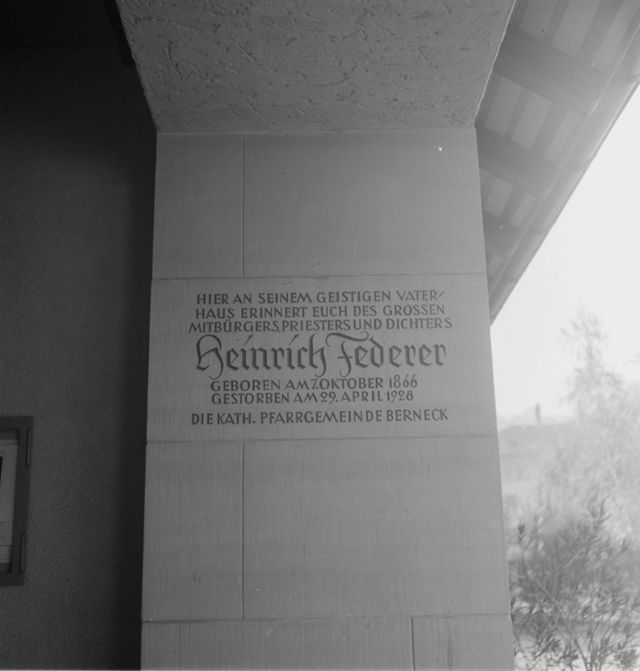 HIER AN SEINEM GEISTIGEN VATER/
HAUS ERINNERT EUCH DES GROSSEN
MITBÜRGERS, PRIESTERS UND DICHTERS
Heinrich Federer
GEBOREN AM 7. OKTOBER 1866
GESTORBEN AM 29. APRIL 1928
DIE KATH. PFARRGEMEINDE BERNECK